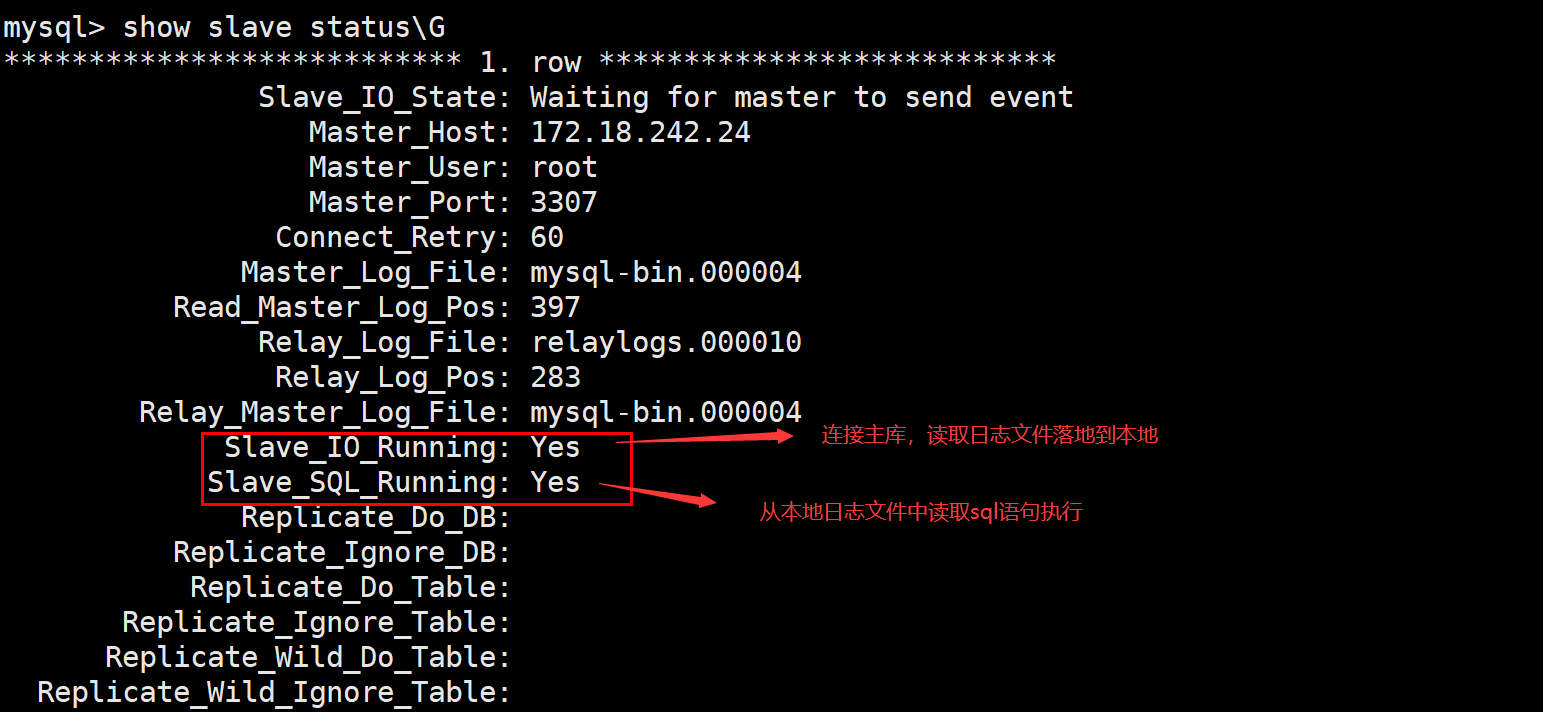 mysql> show slave status\G
*************************** 1. row ***************************
Slave_IO_State: Waiting for master to send event
Master_Host: 172.18.242.24
Master_User: root
Master_Port: 3307
Connect_Retry: 60
Master_Log_File: mysql-bin.000004
Read_Master_Log_Pos: 397
Relay_Log_File: relaylogs.000010
Relay_Log_Pos: 283
Relay_Master_Log_File: mysql-bin.000004
Slave_IO_Running: Yes
连接主库，读取日志文件落地到本地
Slave_SQL_Running: Yes
从本地日志文件中读取sql语句执行
Replicate_Do_DB:
Replicate_Ignore_DB:
Replicate_Do_Table:
Replicate_Ignore_Table:
Replicate_Wild_Do_Table:
Replicate_Wild_Ignore_Table: